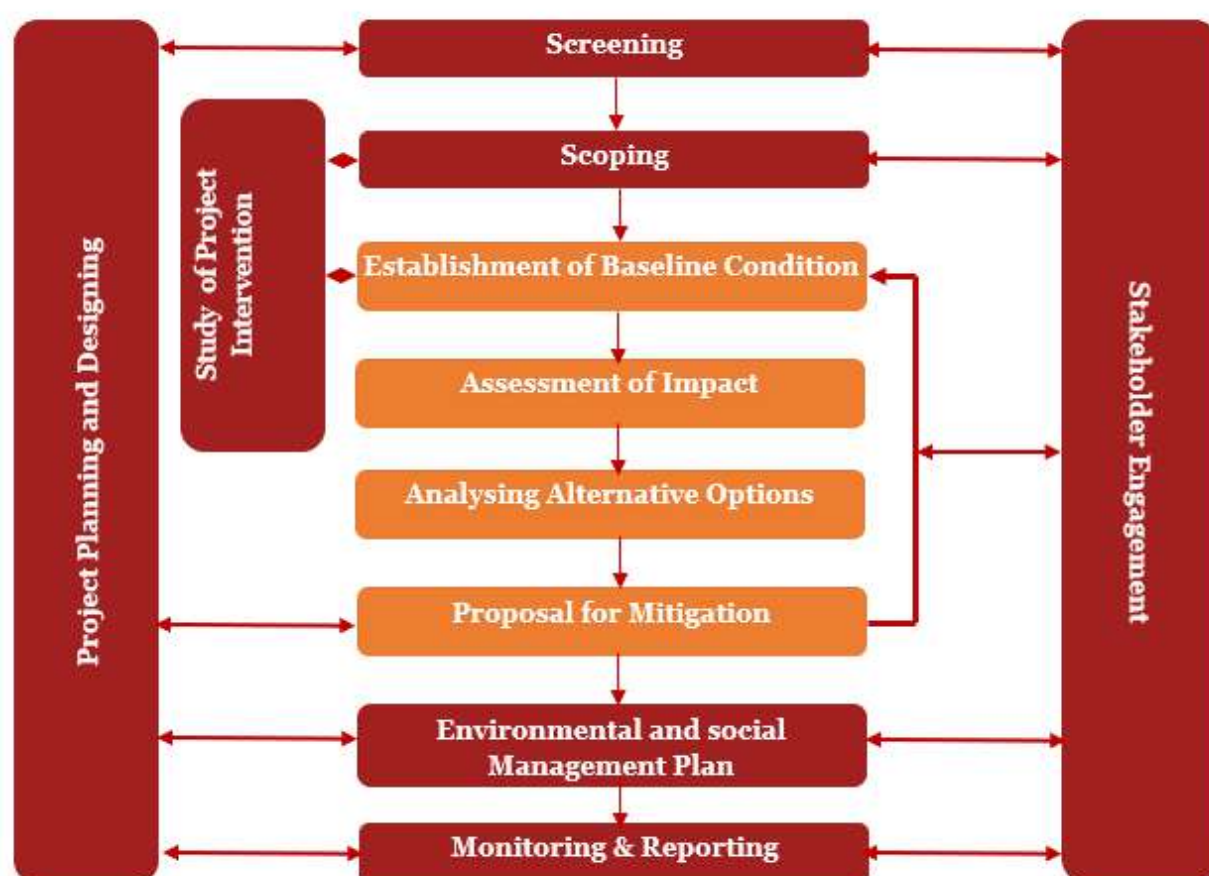 Screening
Scoping
Study of Project
Intervention
Establishment of Baseline Condition
Assessment of Impact
Analysing Alternative Options
Project Planning and Designing
Stakeholder Engagement
Proposal for Mitigation
Environmental and social
Management Plan
Monitoring & Reporting